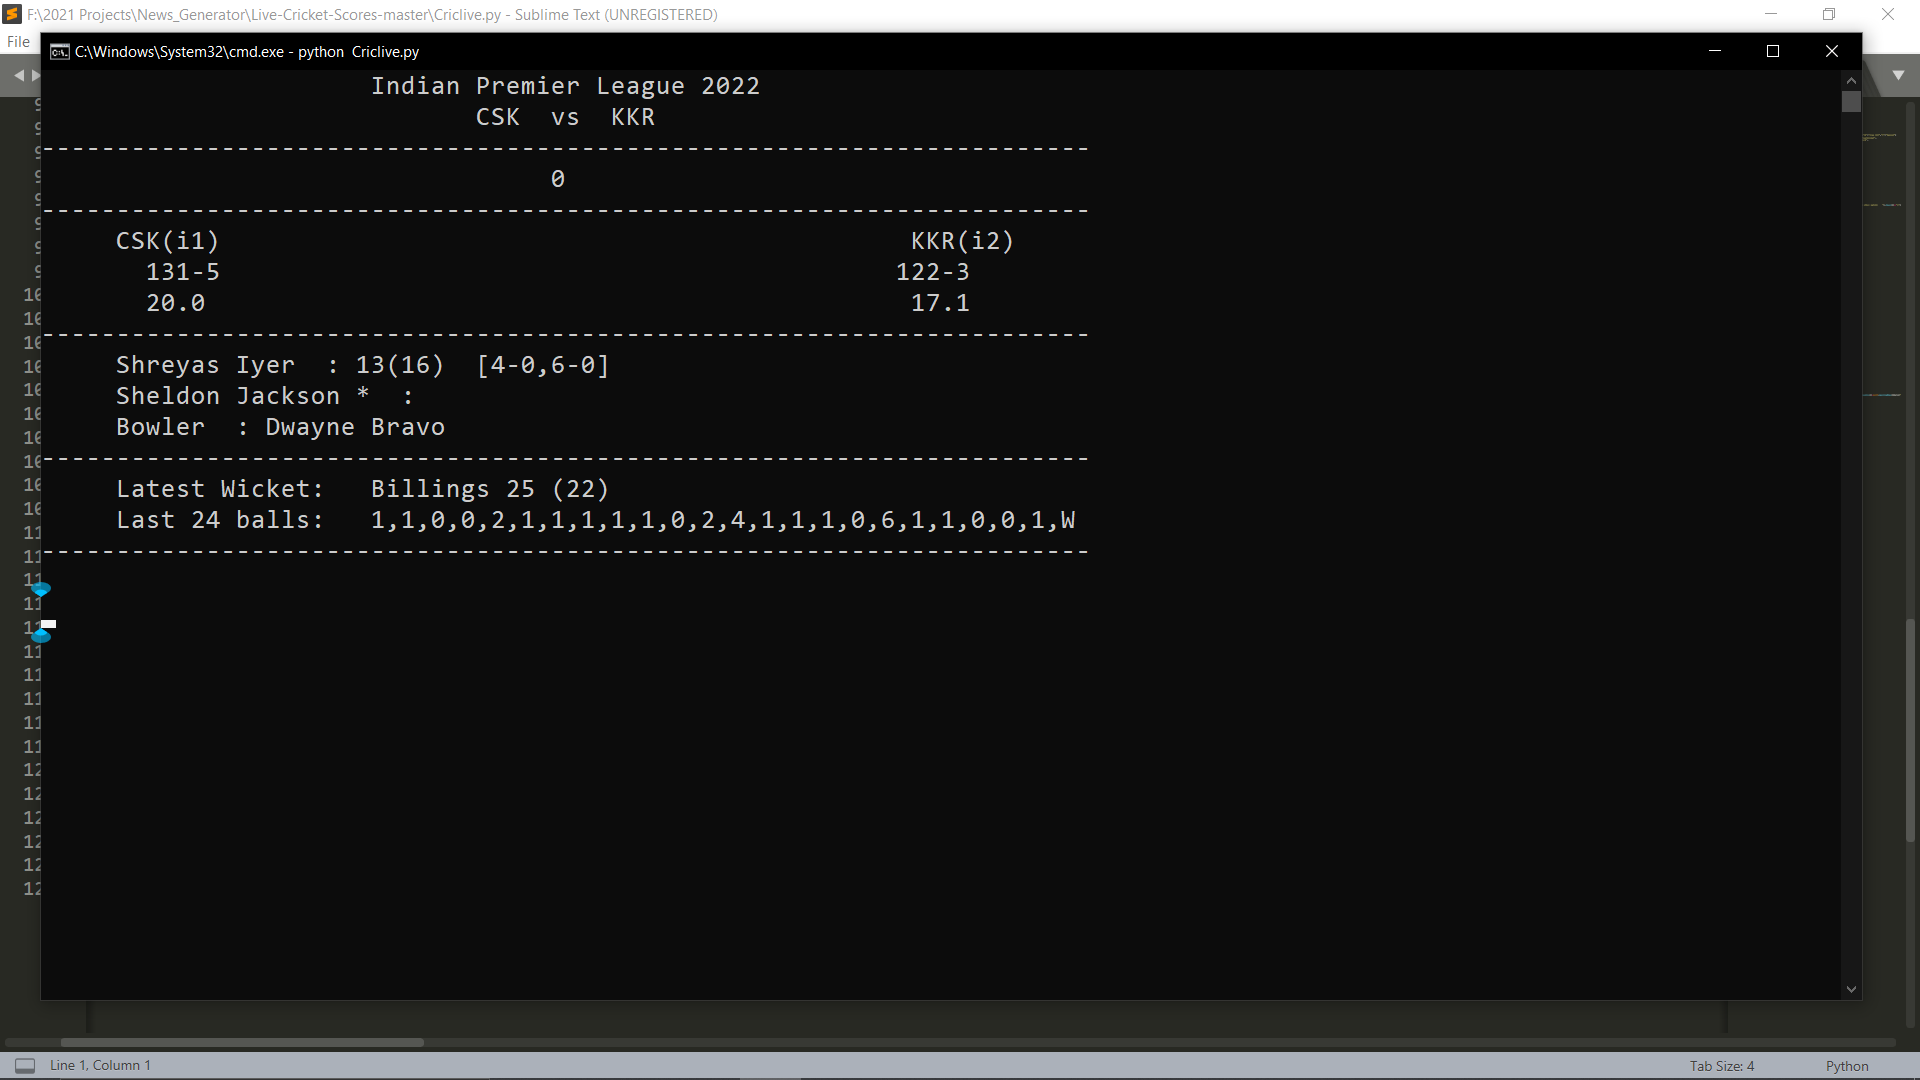 F:\2021 Projects\News_Generator\Live-Cricket-Scores-master\Criclive.py - Sublime Text (UNREGISTERED)
File
C:\Windows\System32\cmd.exe - python  Criclive.py
Indian Premier League 2022
CSK  vs  KKR
----------------------------------------------------------------------
0
----------------------------------------------------------------------
CSK(i1) KKR(i2)
131-5 122-3
20.0 17.1
----------------------------------------------------------------------
Shreyas Iyer  : 13(16)  [4-0,6-0]
Sheldon Jackson *  :
Bowler  : Dwayne Bravo
----------------------------------------------------------------------
Latest Wicket:   Billings 25 (22)
Last 24 balls:   1,1,0,0,2,1,1,1,1,1,0,2,4,1,1,1,0,6,1,1,0,0,1,W
----------------------------------------------------------------------
Line 1, Column 1
Tab Size: 4
Python